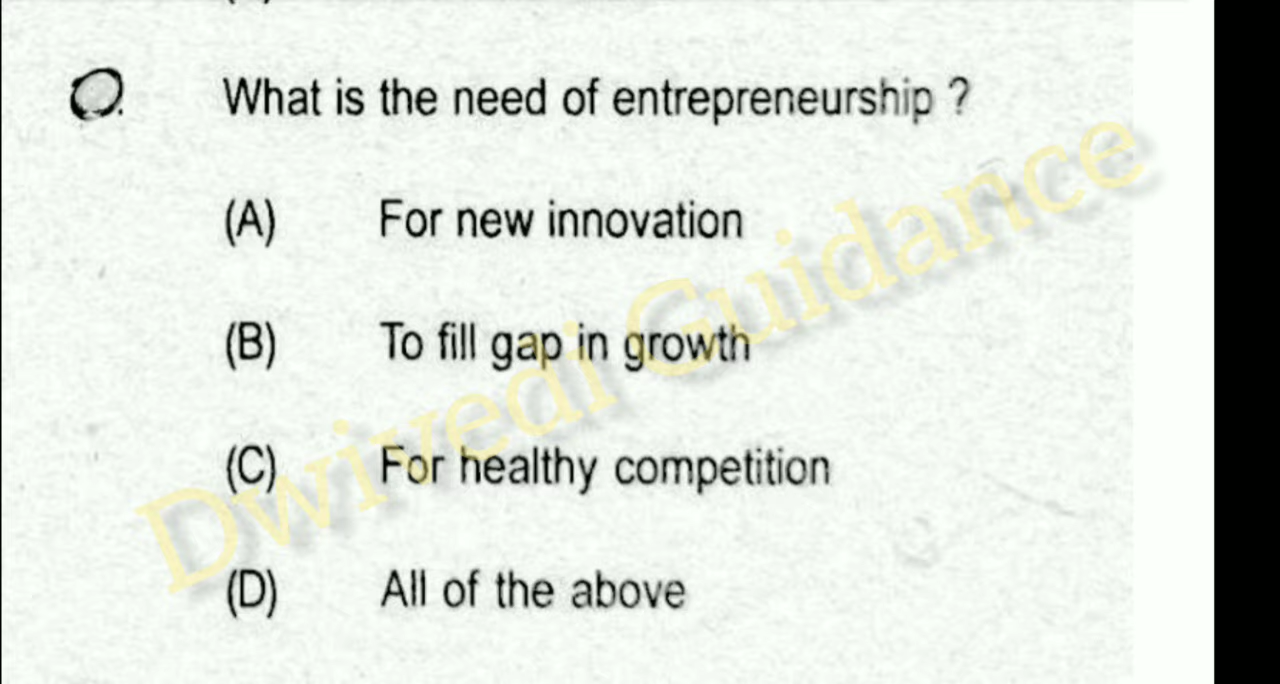 Q. What is the need of entrepreneurship ?
(A) For new innovation
(B) To fill gap in growth
(C) For healthy competition
(D) All of the above
Dwivedi Guidance